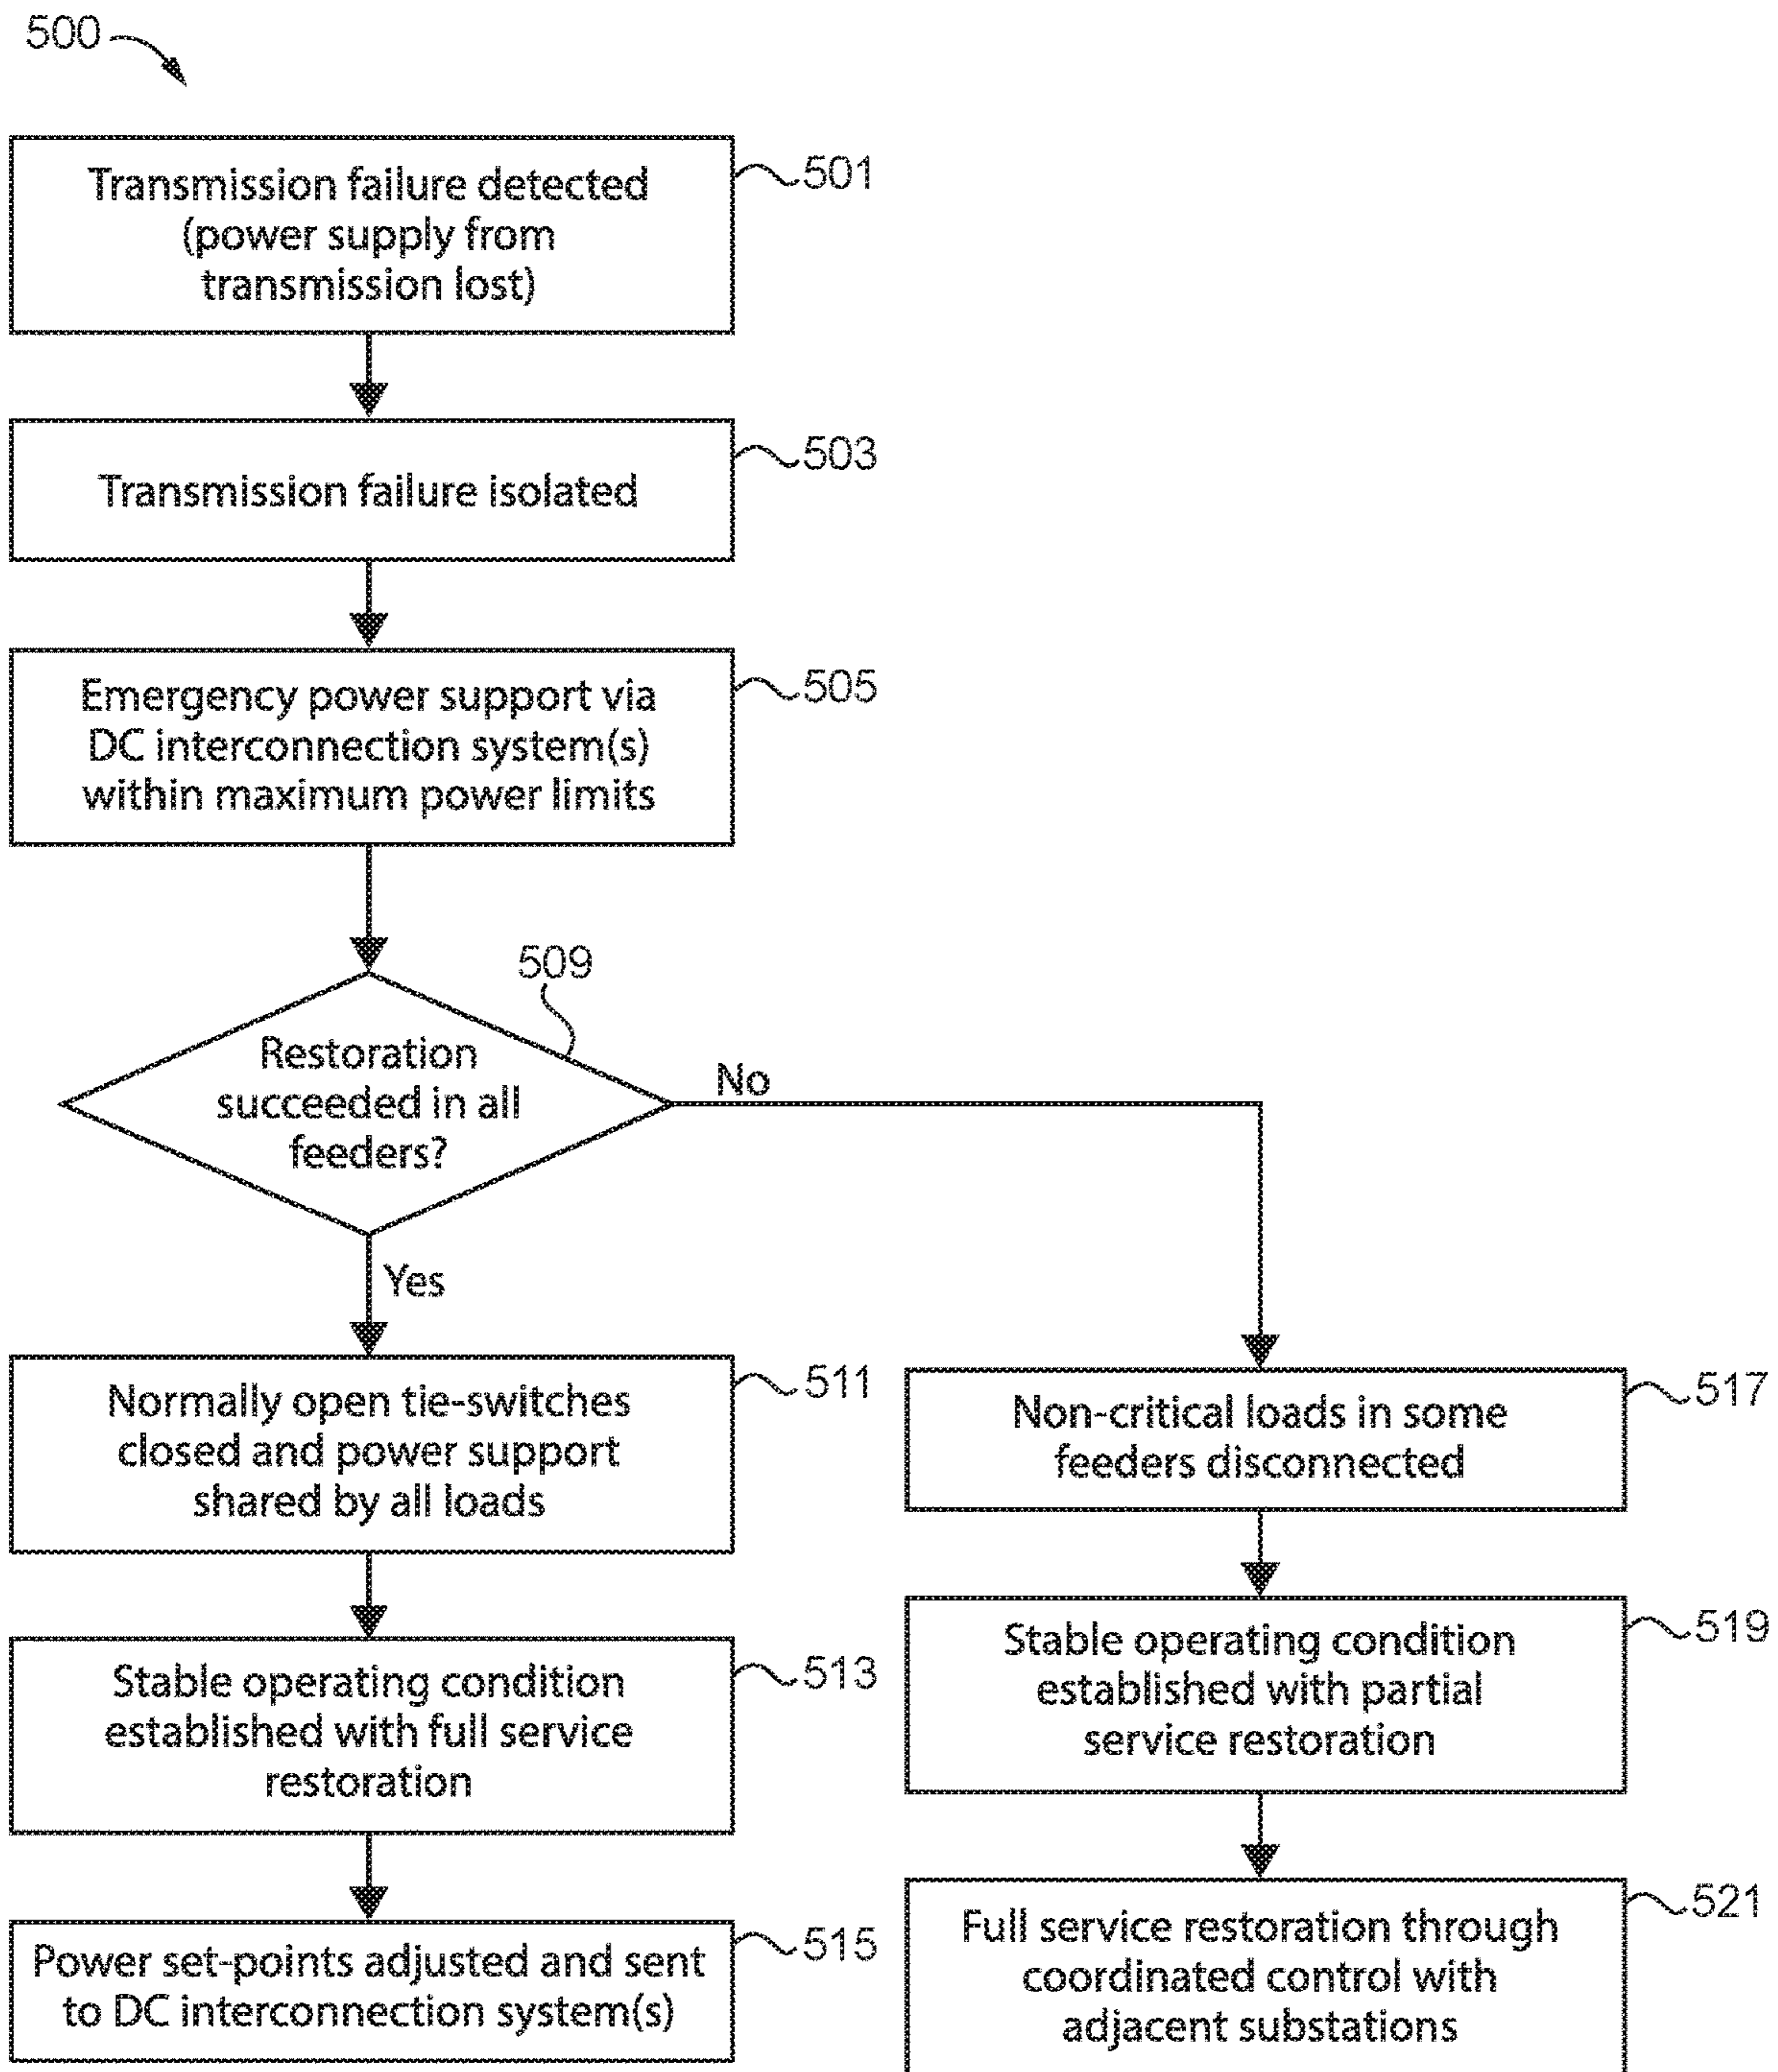 500
Transmission failure detected
(power supply from
transmission lost)
501
Transmission failure isolated
503
Emergency power support via
DC interconnection system(s)
within maximum power limits
505
509
Restoration
succeeded in all
feeders?
No
Yes
Normally open tie-switches
closed and power support
shared by all loads
511
Stable operating condition
established with full service
restoration
513
Power set-points adjusted and sent
to DC interconnection system(s)
515
Non-critical loads in some
feeders disconnected
517
Stable operating condition
established with partial
service restoration
519
Full service restoration through
coordinated control with
adjacent substations
521